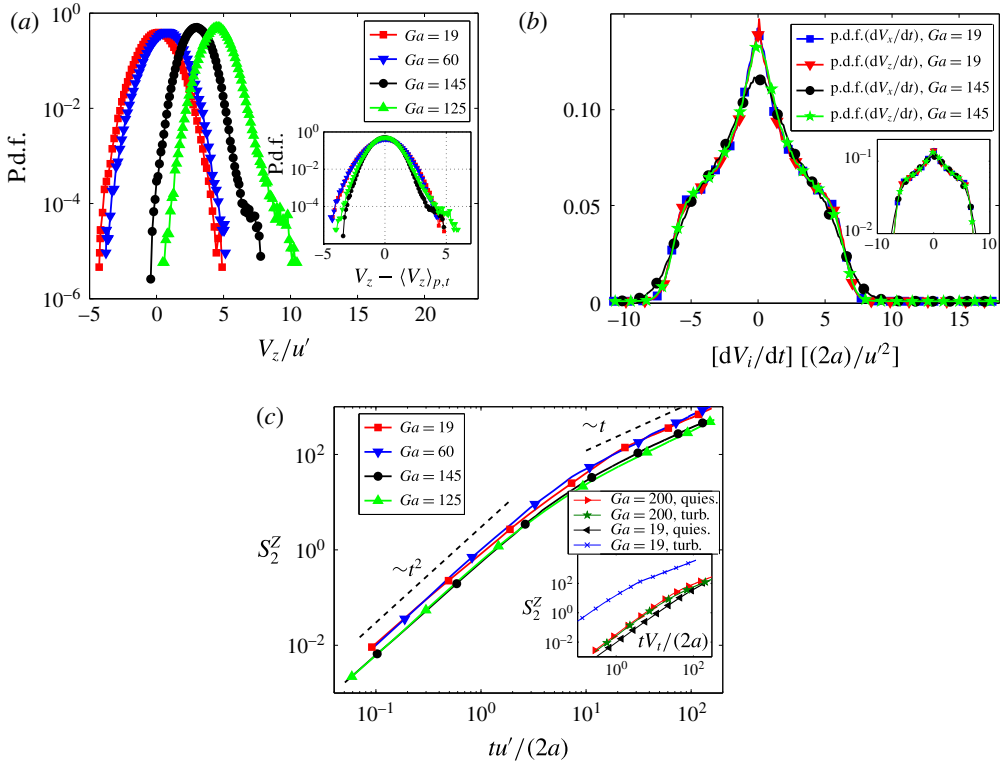 (a)
P.d.f.
10^0
10^−2
10^−4
10^−6
−5
0
5
10
15
20
V_z/u′
Ga = 19
Ga = 60
Ga = 145
Ga = 125
P.d.f.
10^0
10^−2
10^−4
−5
0
5
V_z − ⟨V_z⟩_{p,t}
(b)
0.10
0.05
0
−10
−5
0
5
10
15
[dV_i/dt] [(2a)/u′^2]
p.d.f.(dV_x/dt), Ga = 19
p.d.f.(dV_z/dt), Ga = 19
p.d.f.(dV_x/dt), Ga = 145
p.d.f.(dV_z/dt), Ga = 145
10^−1
10^−2
−10
0
10
(c)
S_2^Z
10^2
10^0
10^−2
10^−1
10^0
10^1
10^2
tu′/(2a)
Ga = 19
Ga = 60
Ga = 145
Ga = 125
~t^2
~t
Ga = 200, quies.
Ga = 200, turb.
Ga = 19, quies.
Ga = 19, turb.
S_2^Z
10^2
10^0
10^−2
tV_t/(2a)
10^0
10^2